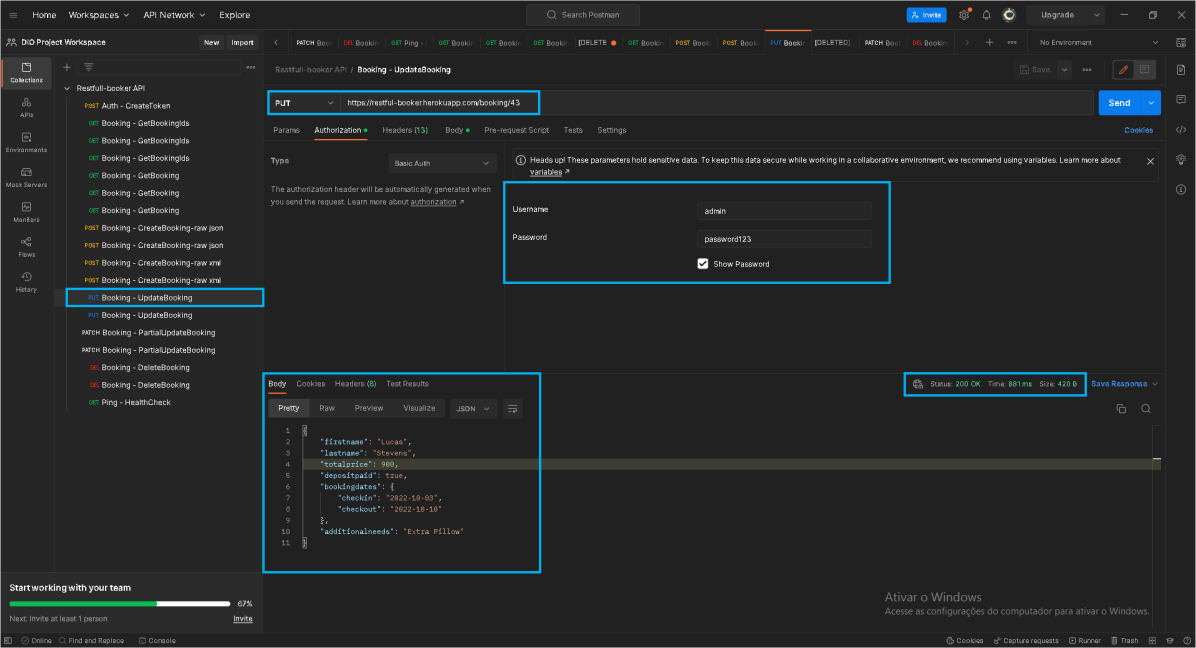 Home Workspaces API Network Explore Search Postman Invite Upgrade
DIO Project Workspace New Import PATCH DEL GET Ping - GET GET GET [DELETE GET POST POST PUT [DELETED] PATCH DEL No Environment
Restfull-booker API / Booking - UpdateBooking Save
Collections
APIs
Environments
Mock Servers
Monitors
Flows
History
Restfull-booker API
POST Auth - CreateToken
GET Booking - GetBookingIds
GET Booking - GetBookingIds
GET Booking - GetBookingIds
GET Booking - GetBooking
GET Booking - GetBooking
GET Booking - GetBooking
POST Booking - CreateBooking-raw json
POST Booking - CreateBooking-raw json
POST Booking - CreateBooking-raw xml
POST Booking - CreateBooking-raw xml
PUT Booking - UpdateBooking
PUT Booking - UpdateBooking
PATCH Booking - PartialUpdateBooking
PATCH Booking - PartialUpdateBooking
DEL Booking - DeleteBooking
DEL Booking - DeleteBooking
GET Ping - HealthCheck
PUT https://restful-booker.herokuapp.com/booking/43 Send
Params Authorization Headers (13) Body Pre-request Script Tests Settings Cookies
Type Basic Auth
The authorization header will be automatically generated when
you send the request. Learn more about authorization
Heads up! These parameters hold sensitive data. To keep this data secure while working in a collaborative environment, we recommend using variables. Learn more about
variables
Username admin
Password password123
Show Password
Body Cookies Headers (8) Test Results Status: 200 OK Time: 881 ms Size: 420 B Save Response
Pretty Raw Preview Visualize JSON
1 {
2 "firstname": "Lucas",
3 "lastname": "Stevens",
4 "totalprice": 900,
5 "depositpaid": true,
6 "bookingdates": {
7 "checkin": "2022-10-03",
8 "checkout": "2022-10-10"
9 },
10 "additionalneeds": "Extra Pillow"
11 }
Start working with your team
67%
Next: Invite at least 1 person. Invite
Ativar o Windows
Acesse as configurações do computador para ativar o Windows.
Online Find and Replace Console Cookies Capture requests Runner Trash